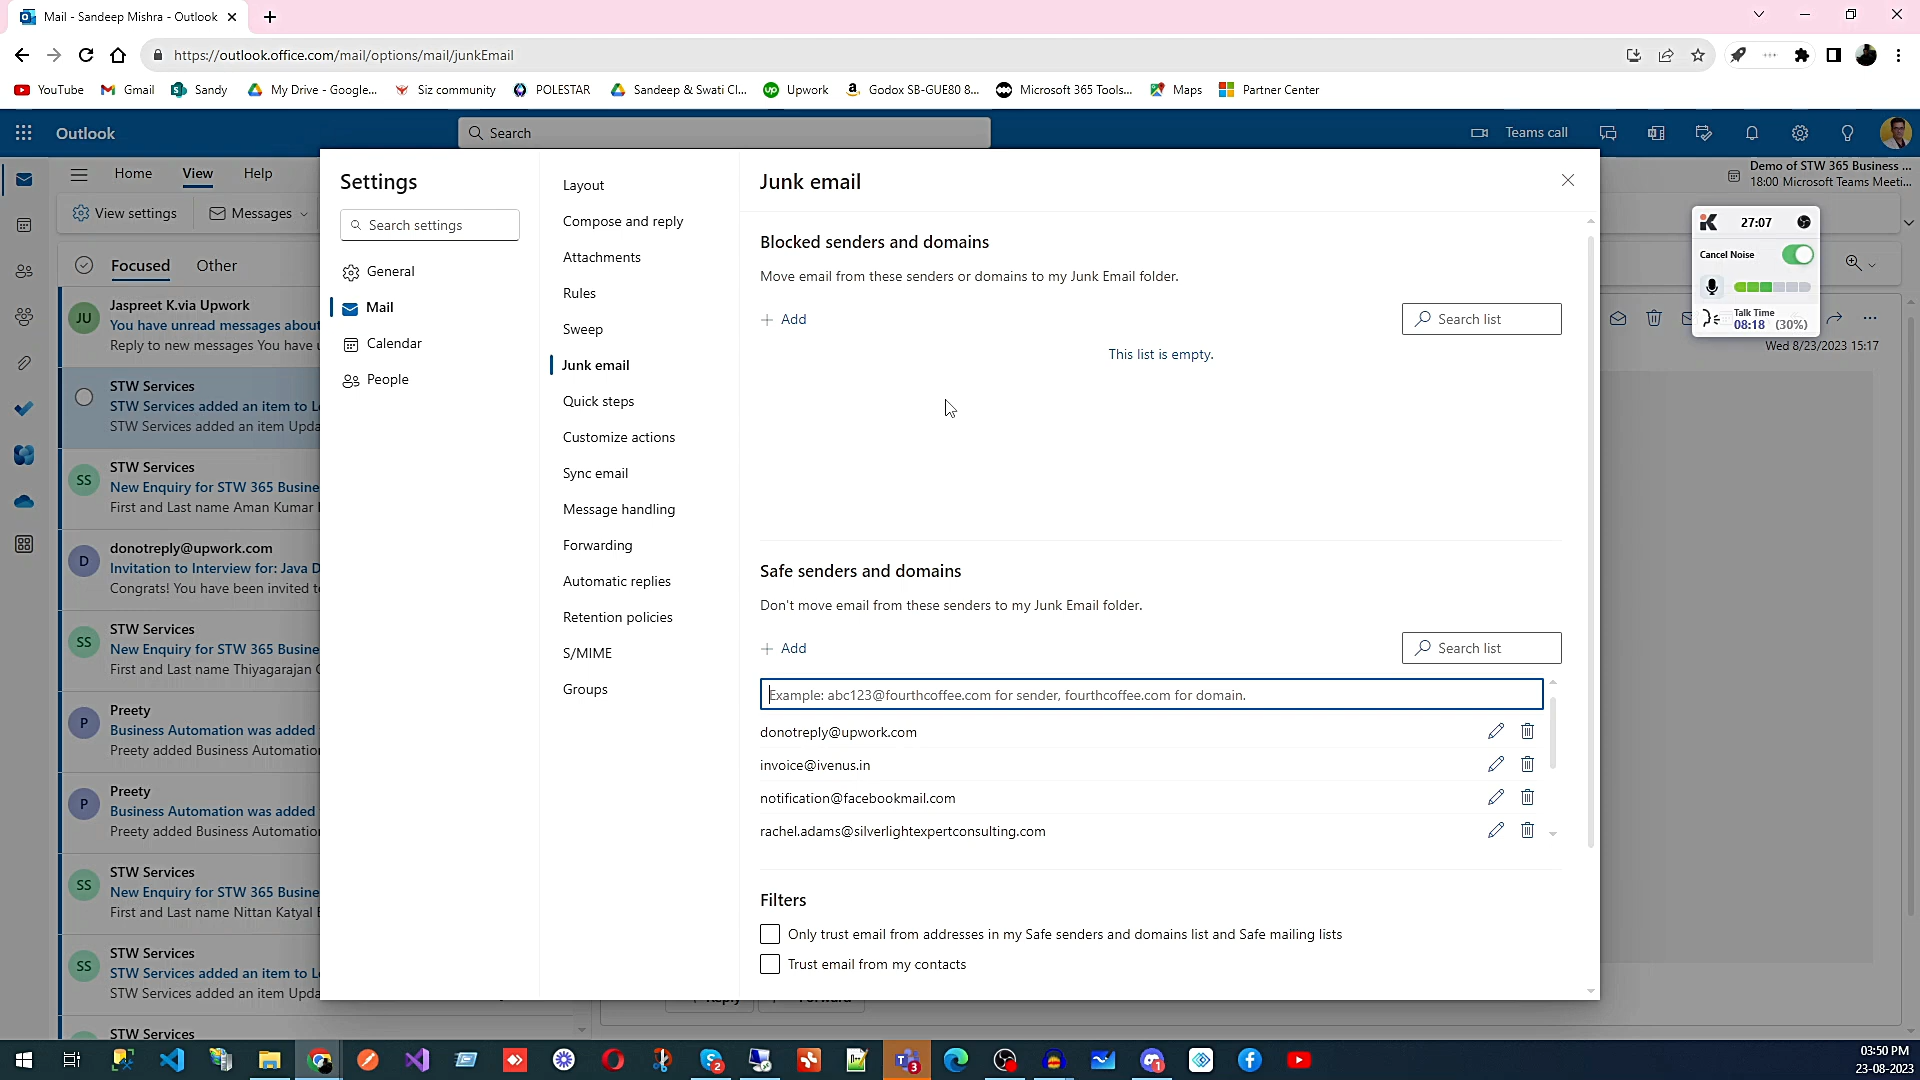 Mail - Sandeep Mishra - Outlook
https://outlook.office.com/mail/options/mail/junkEmail
YouTube
Gmail
Sandy
My Drive - Google...
Siz community
POLESTAR
Sandeep & Swati Cl...
Upwork
Godox SB-GUE80 8...
Microsoft 365 Tools...
Maps
Partner Center
Outlook
Search
Teams call
Home
View
Help
Demo of STW 365 Business ...
18:00 Microsoft Teams Meeti...
View settings
Messages
Focused
Other
JU
Jaspreet K.via Upwork
You have unread messages about
Reply to new messages You have
STW Services
STW Services added an item to
STW Services added an item Upda
SS
STW Services
New Enquiry for STW 365 Busine
First and Last name Aman Kumar
D
donotreply@upwork.com
Invitation to Interview for: Java D
Congrats! You have been invited
SS
STW Services
New Enquiry for STW 365 Busine
First and Last name Thiyagarajan
P
Preety
Business Automation was added
Preety added Business Automation
P
Preety
Business Automation was added
Preety added Business Automation
SS
STW Services
New Enquiry for STW 365 Busine
First and Last name Nittan Katyal
SS
STW Services
STW Services added an item to
STW Services added an item Upda
STW Services
Settings
Search settings
General
Mail
Calendar
People
Layout
Compose and reply
Attachments
Rules
Sweep
Junk email
Quick steps
Customize actions
Sync email
Message handling
Forwarding
Automatic replies
Retention policies
S/MIME
Groups
Junk email
Blocked senders and domains
Move email from these senders or domains to my Junk Email folder.
Add
Search list
This list is empty.
Safe senders and domains
Don't move email from these senders to my Junk Email folder.
Add
Search list
Example: abc123@fourthcoffee.com for sender, fourthcoffee.com for domain.
donotreply@upwork.com
invoice@ivenus.in
notification@facebookmail.com
rachel.adams@silverlightexpertconsulting.com
Filters
Only trust email from addresses in my Safe senders and domains list and Safe mailing lists
Trust email from my contacts
27:07
Cancel Noise
Talk Time
08:18 (30%)
Wed 8/23/2023 15:17
Reply
Forward
2
3
1
03:50 PM
23-08-2023